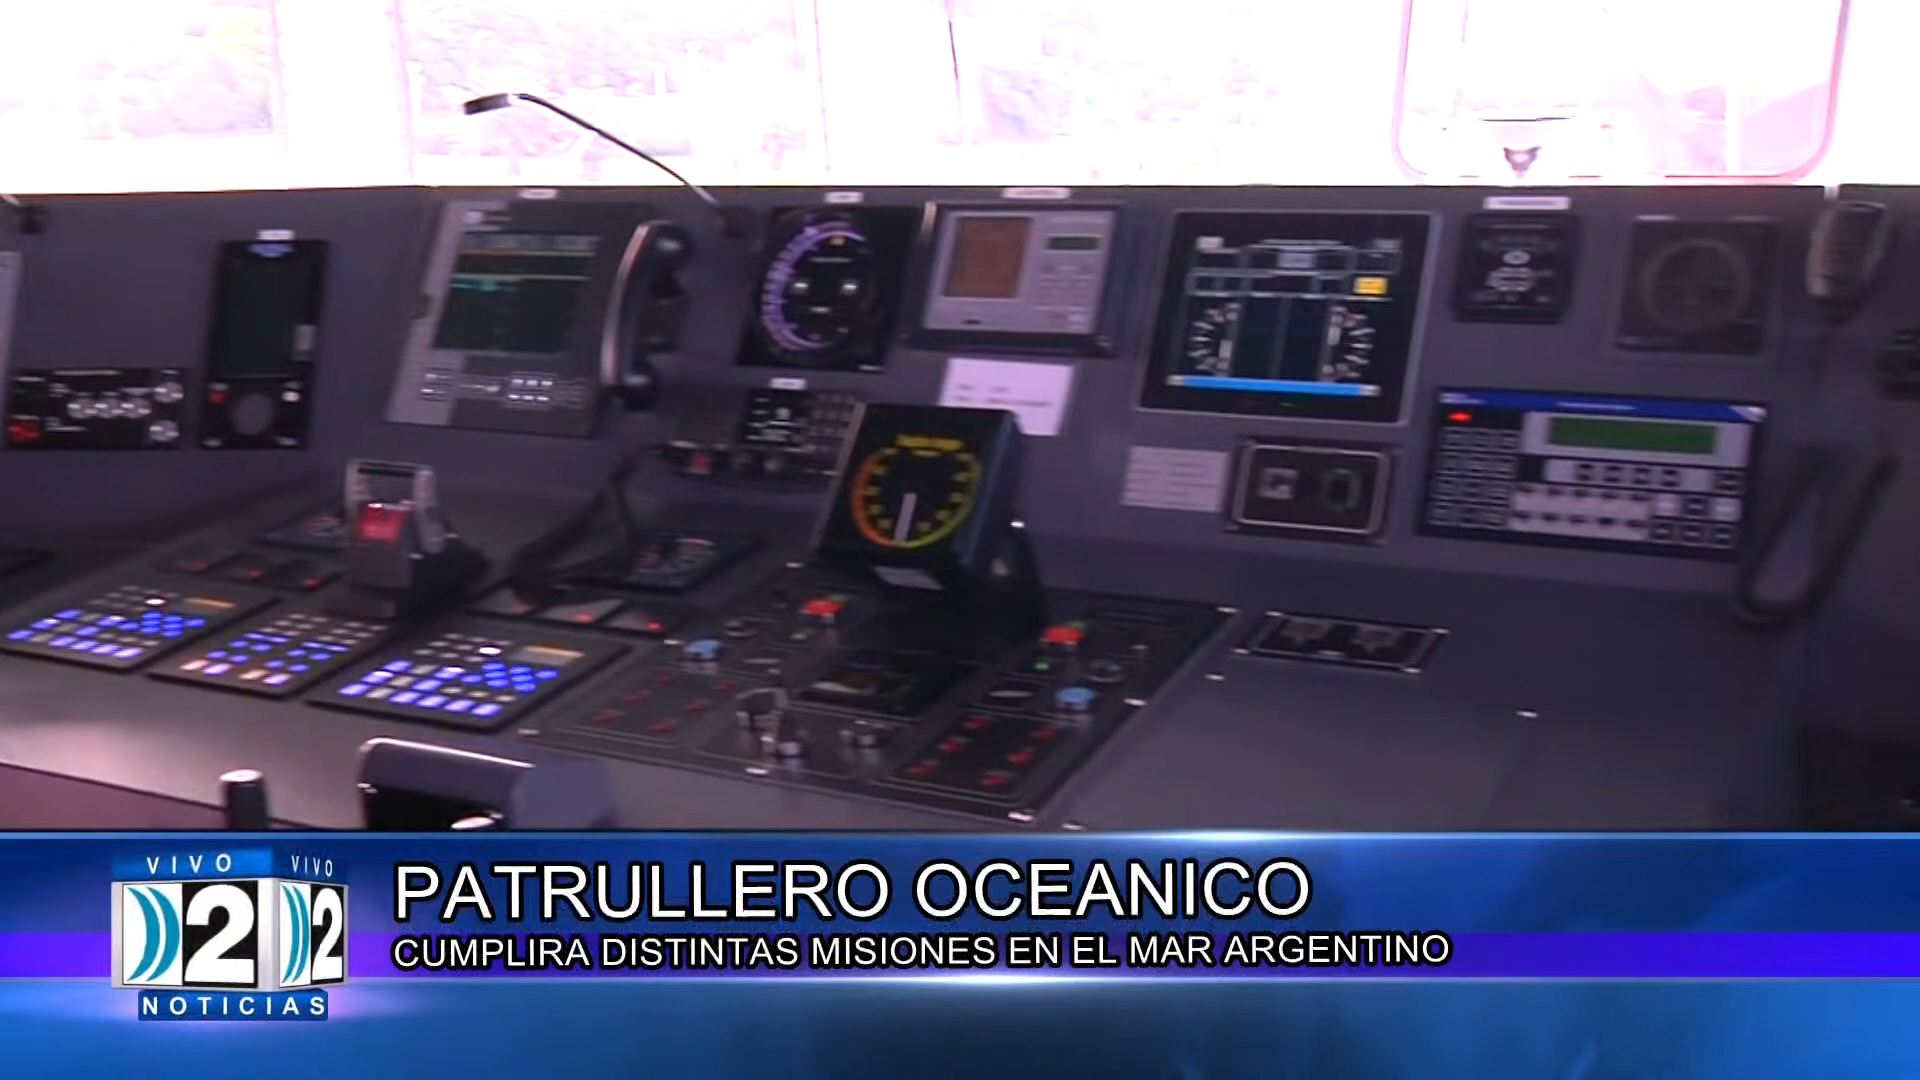 VIVO
VIVO
2
2
NOTICIAS
PATRULLERO OCEANICO
CUMPLIRA DISTINTAS MISIONES EN EL MAR ARGENTINO